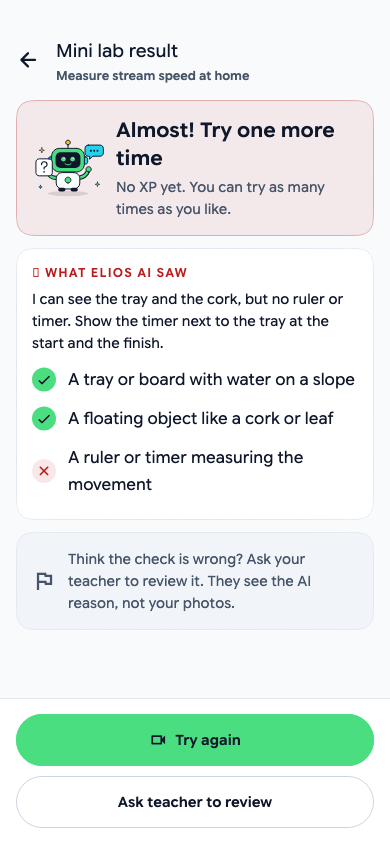 Mini lab result
Measure stream speed at home
Almost! Try one more
time
?
No XP yet. You can try as many
times as you like.
WHAT ELIOS AI SAW
I can see the tray and the cork, but no ruler or
timer. Show the timer next to the tray at the
start and the finish.
A tray or board with water on a slope
A floating object like a cork or leaf
A ruler or timer measuring the
movement
Think the check is wrong? Ask your
teacher to review it. They see the AI
reason, not your photos.
Try again
Ask teacher to review